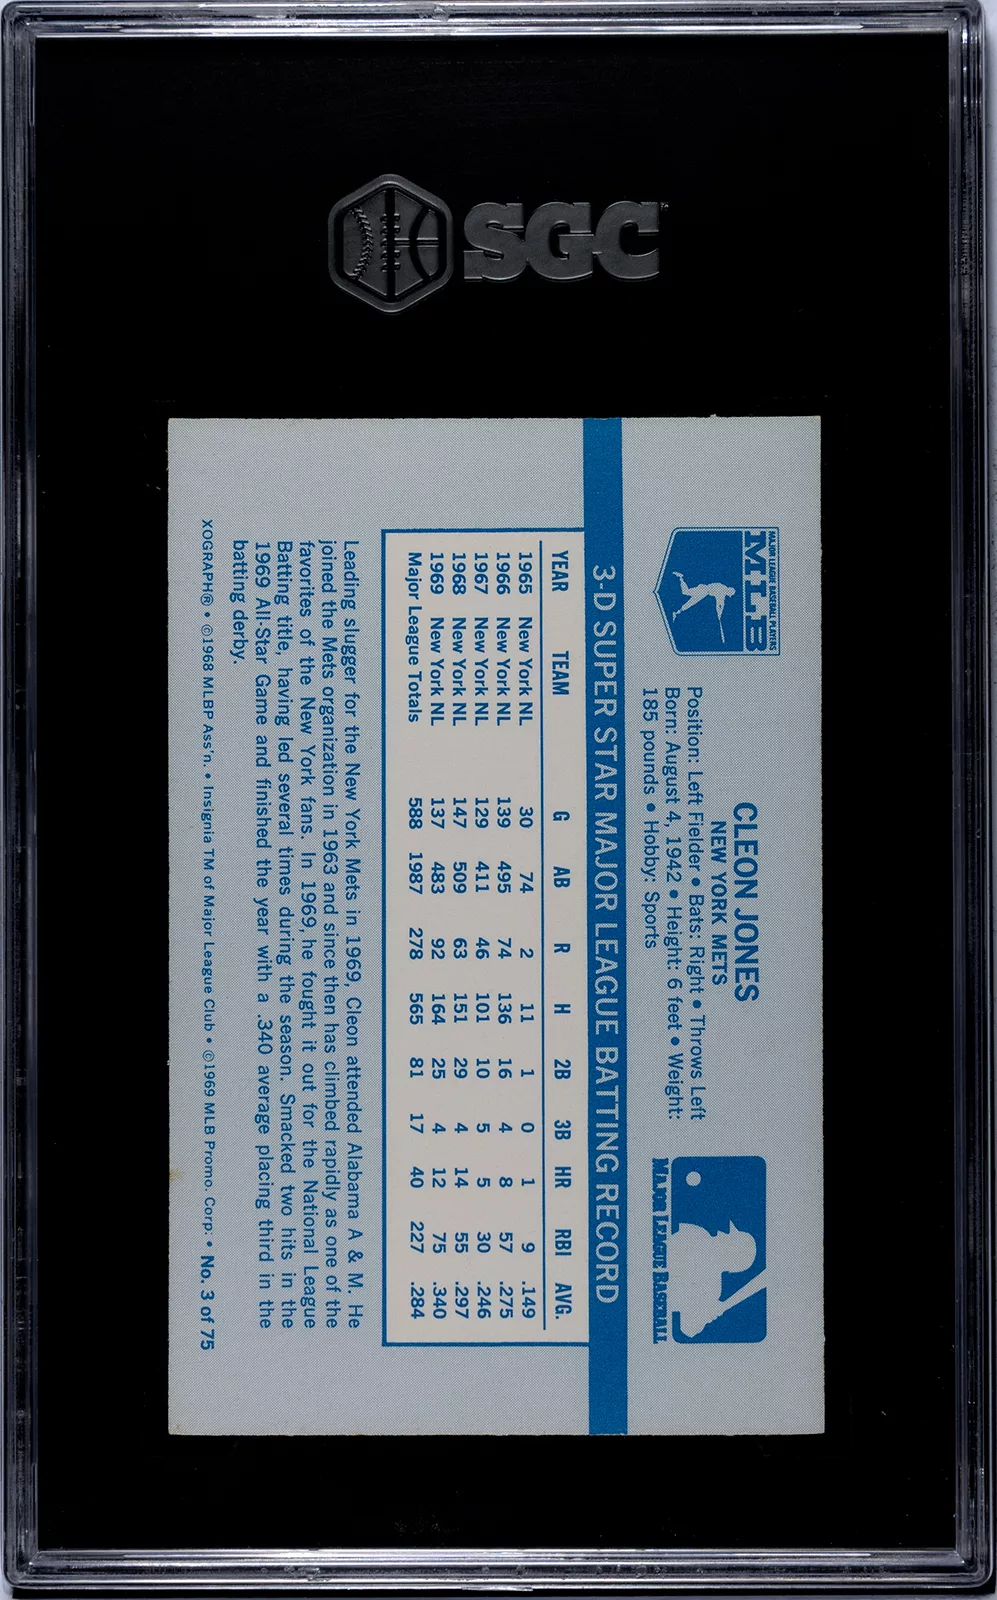 SGC
MAJOR LEAGUE BASEBALL PLAYERS
MLB
CLEON JONES
NEW YORK METS
Position: Left Fielder • Bats: Right • Throws Left
Born: August 4, 1942 • Height: 6 feet • Weight:
185 pounds • Hobby: Sports
MAJOR LEAGUE BASEBALL
3-D SUPER STAR MAJOR LEAGUE BATTING RECORD
YEAR TEAM G AB R H 2B 3B HR RBI AVG.
1965 New York NL 30 74 2 11 1 0 1 9 .149
1966 New York NL 139 495 74 136 16 4 8 57 .275
1967 New York NL 129 411 46 101 10 5 5 30 .246
1968 New York NL 147 509 63 151 29 4 14 55 .297
1969 New York NL 137 483 92 164 25 4 12 75 .340
Major League Totals 588 1987 278 565 81 17 40 227 .284
Leading slugger for the New York Mets in 1969, Cleon attended Alabama A & M. He
joined the Mets organization in 1963 and since then has climbed rapidly as one of the
favorites of the New York fans. In 1969, he fought it out for the National League
Batting title, having led several times during the season. Smacked two hits in the
1969 All-Star Game and finished the year with a .340 average placing third in the
batting derby.
XOGRAPH® • ©1968 MLBP Ass'n. • Insignia TM of Major League Club • ©1969 MLB Promo. Corp: • No. 3 of 75